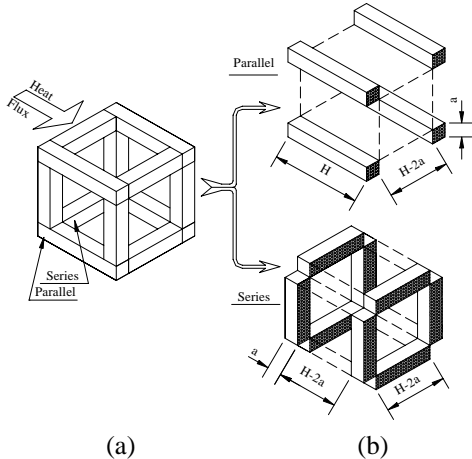 Heat
Flux
Series
Parallel
(a)
Parallel
a
H
H-2a
Series
a
H-2a
H-2a
(b)